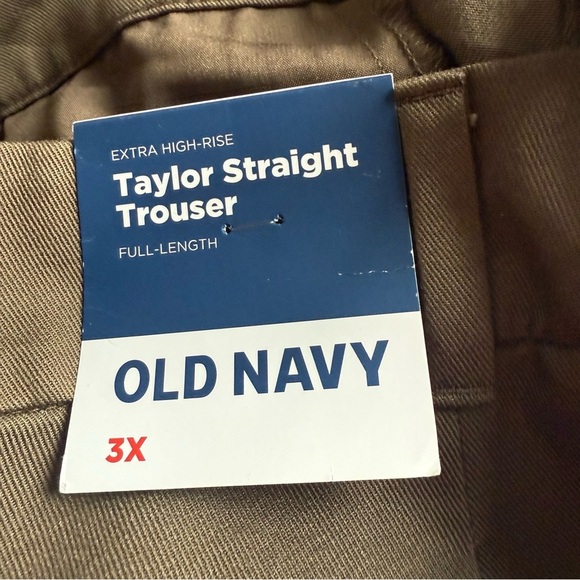 EXTRA HIGH-RISE
Taylor Straight
Trouser
FULL-LENGTH
OLD NAVY
3X